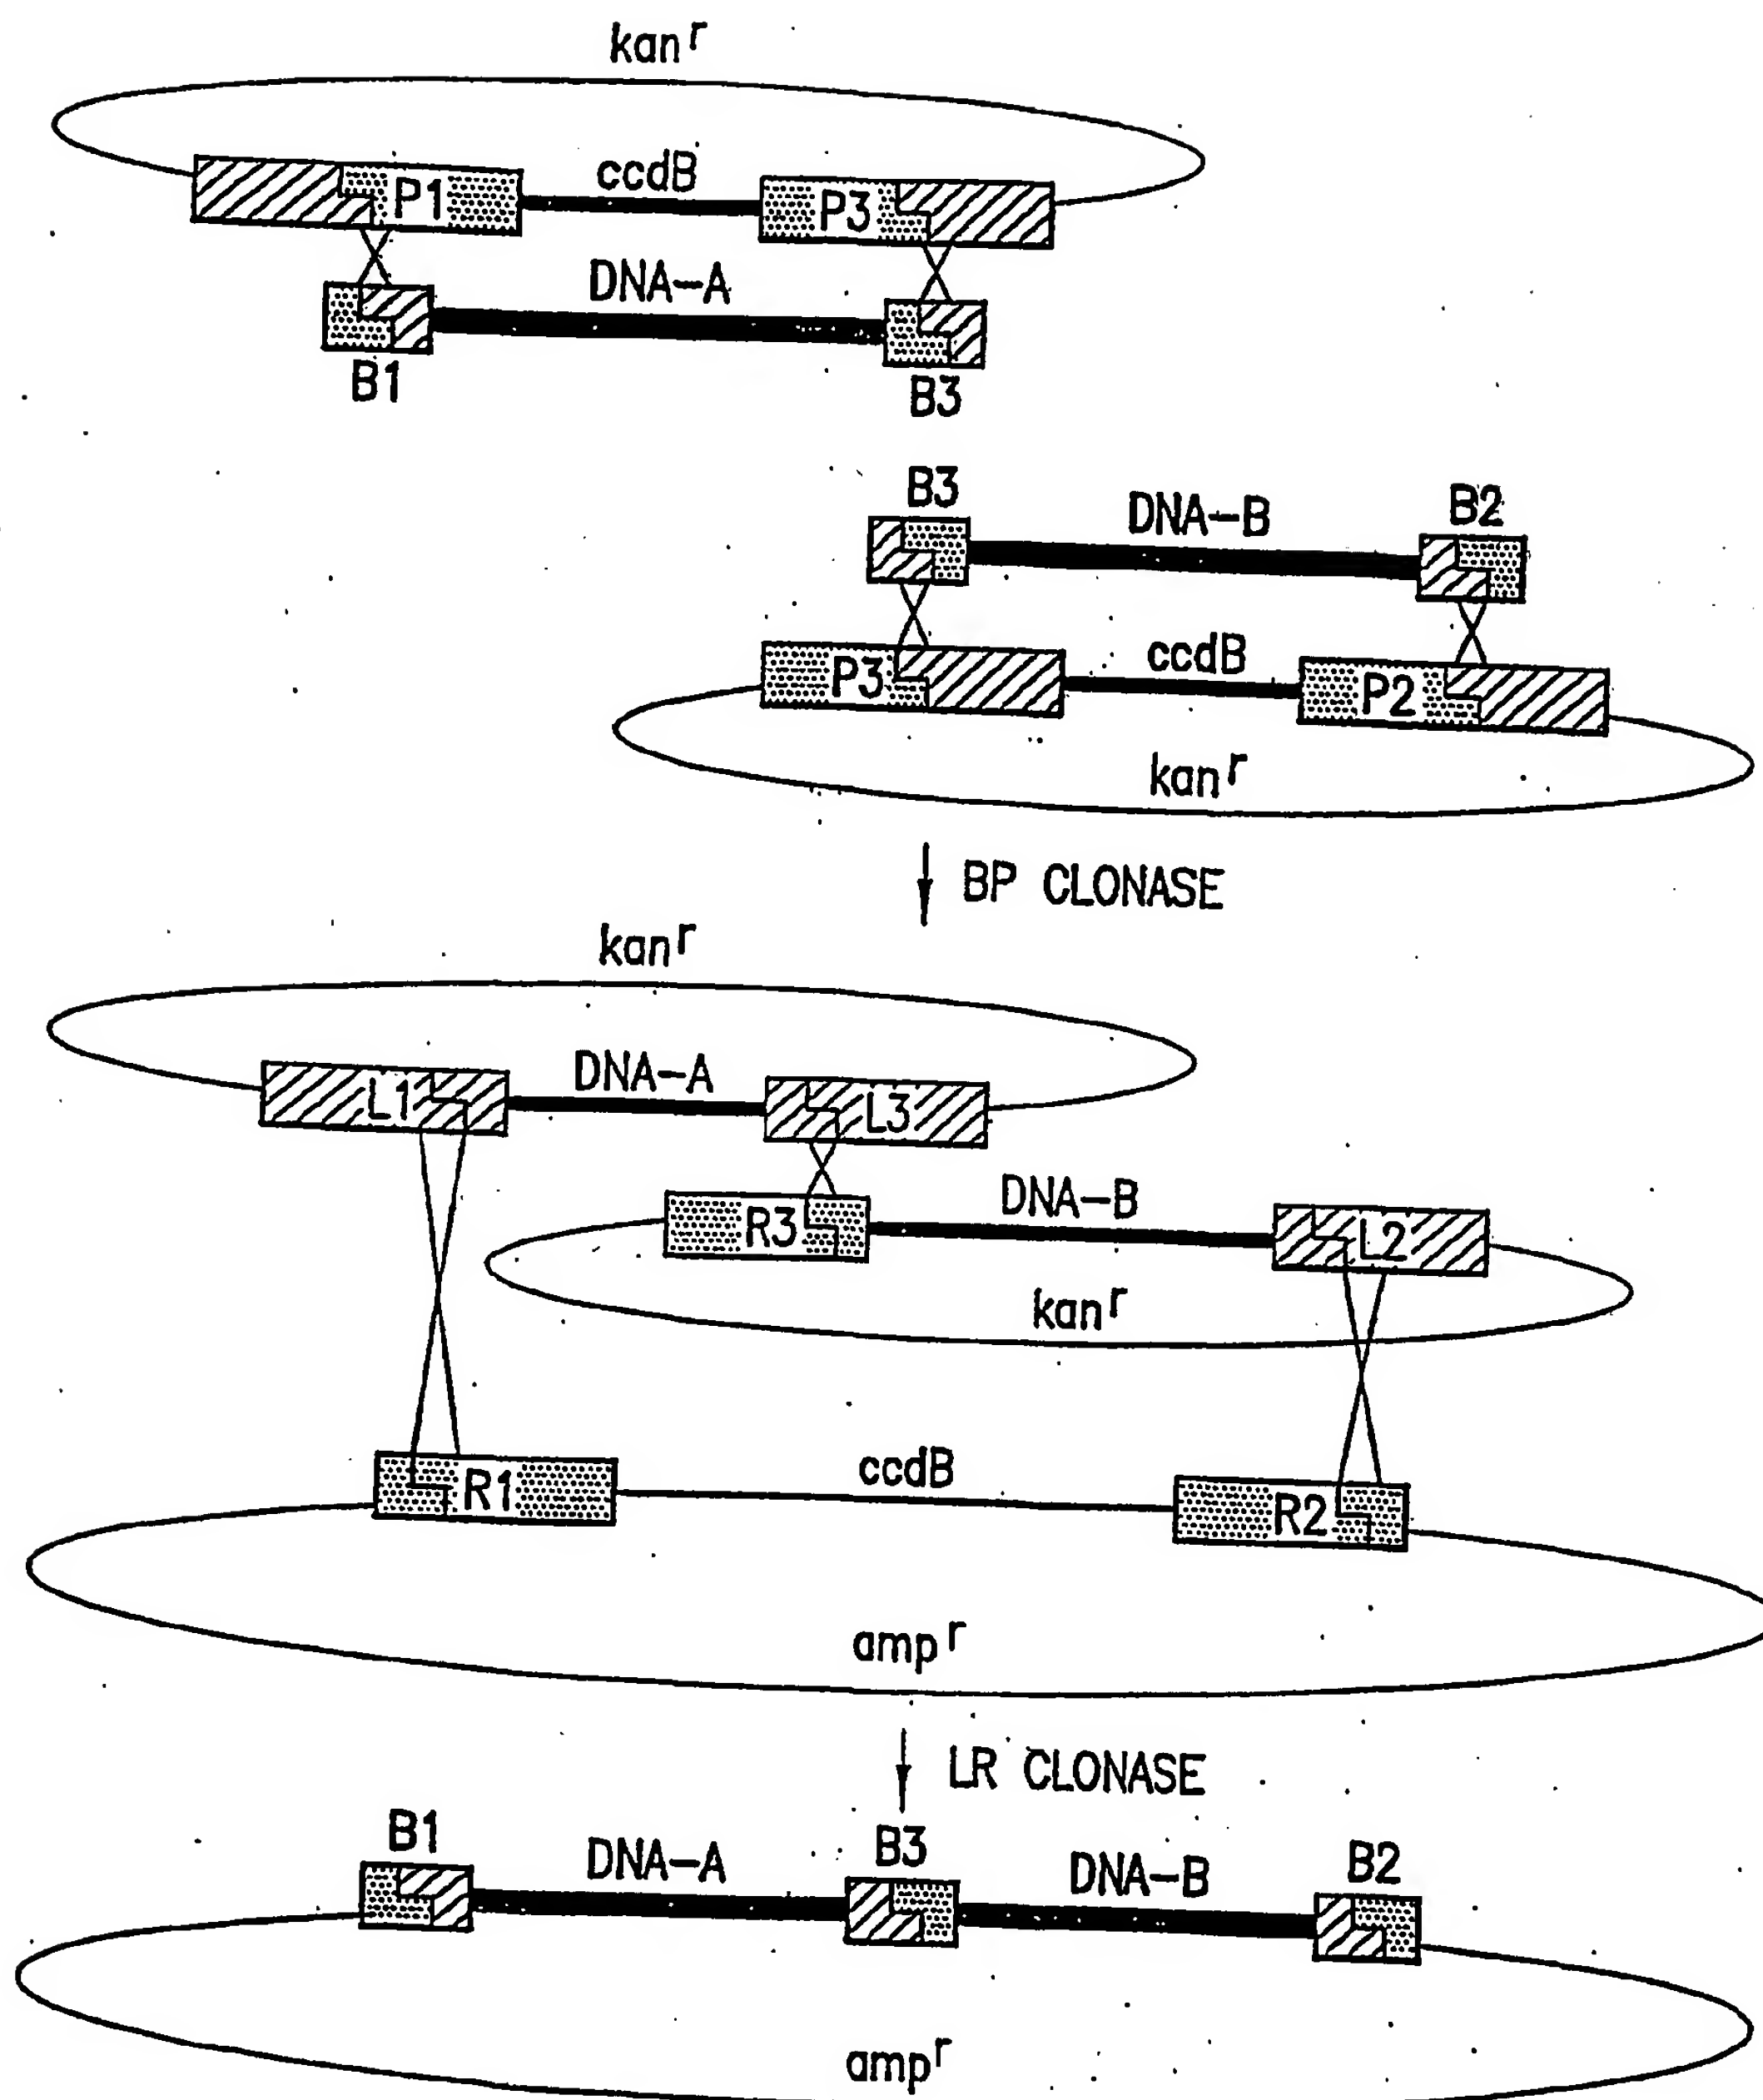 kanʳ
P1 ccdB P3
DNA-A
B1 B3
B3 DNA-B B2
P3 ccdB P2
kanʳ
BP CLONASE
kanʳ
L1 DNA-A L3
R3 DNA-B L2
kanʳ
R1 ccdB R2
ampʳ
LR CLONASE
B1 DNA-A B3 DNA-B B2
ampʳ